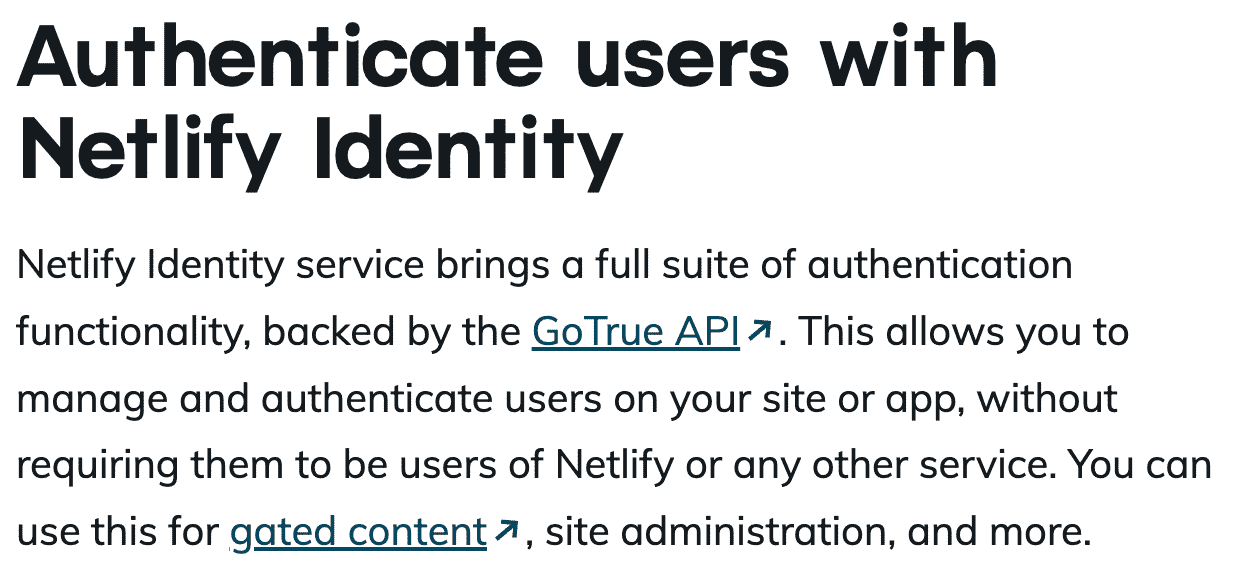 Authenticate users with
Netlify Identity
Netlify Identity service brings a full suite of authentication
functionality, backed by the GoTrue API↗. This allows you to
manage and authenticate users on your site or app, without
requiring them to be users of Netlify or any other service. You can
use this for gated content↗, site administration, and more.